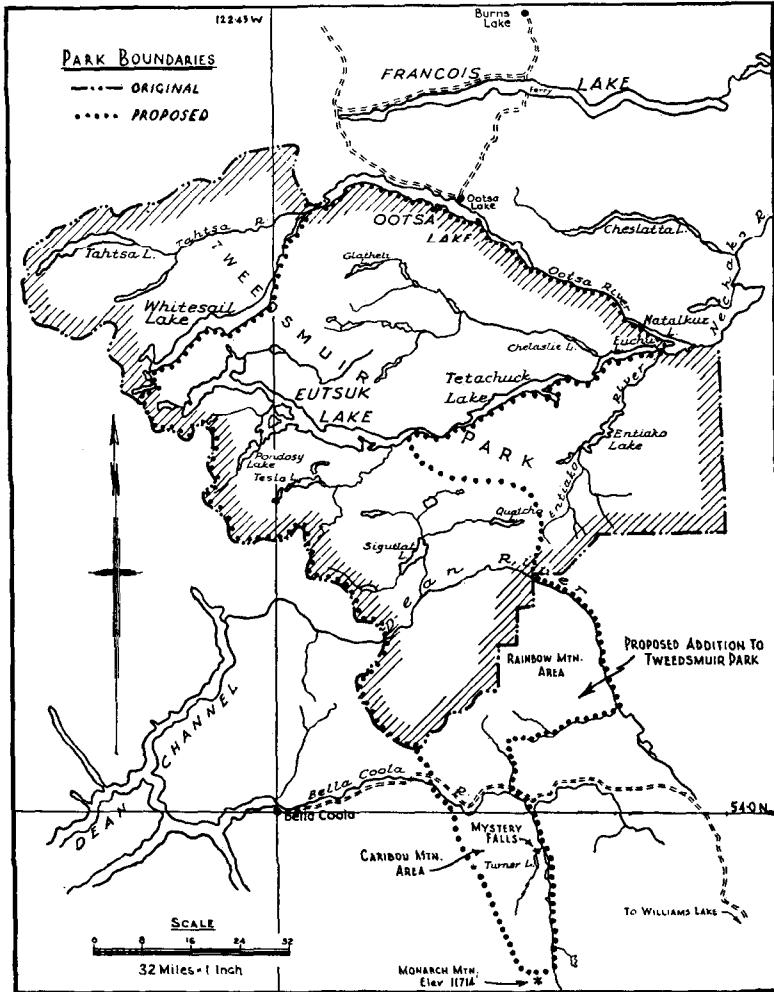 122·45 W
Burns
Lake
PARK BOUNDARIES
ORIGINAL
PROPOSED
FRANCOIS LAKE
Ferry
Ootsa
Lake
OOTSA
LAKE
Cheslatta L.
Nechako R.
Tahtsa R.
Tahtsa L.
TWEEDSMUIR
Whitesail
Lake
Ootsa River
Natalkuz
L.
Euchu
Chelaslie L.
Tetachuck
Lake
EUTSUK
LAKE
PARK
Entiako River
Entiako
Lake
Pondosy
Lake
Tesla L.
Qualcho
Sigutlat
L.
Dean River
RAINBOW MTN.
AREA
PROPOSED ADDITION TO
TWEEDSMUIR PARK
DEAN CHANNEL
Bella Coola R.
Bella Coola
54·0 N
MYSTERY
FALLS
CARIBOU MTN.
AREA
Turner L.
TO WILLIAMS LAKE
SCALE
0 8 16 24 32
32 Miles = 1 Inch
MONARCH MTN.
Elev 11714'